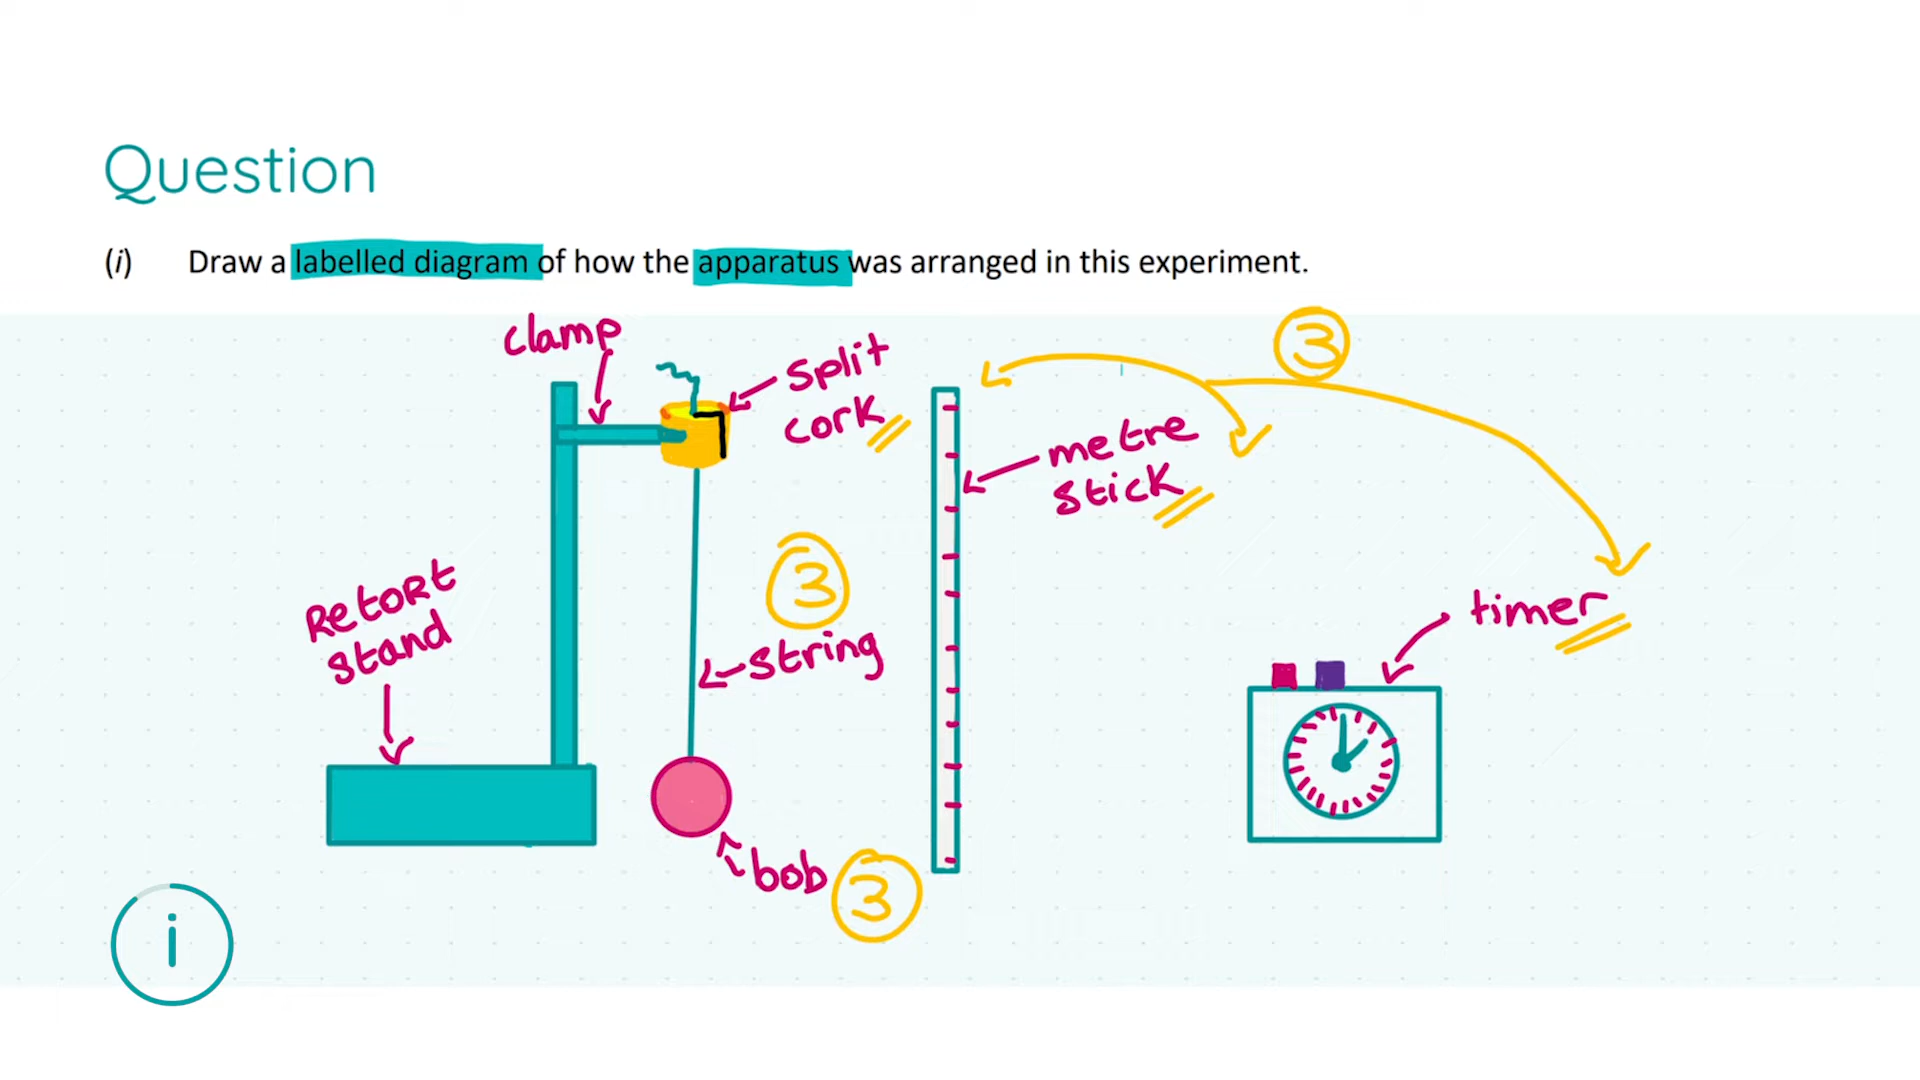 Question
(i) Draw a labelled diagram of how the apparatus was arranged in this experiment.
clamp
split
cork
3
metre
stick
Retort
stand
3
string
timer
bob 3
i